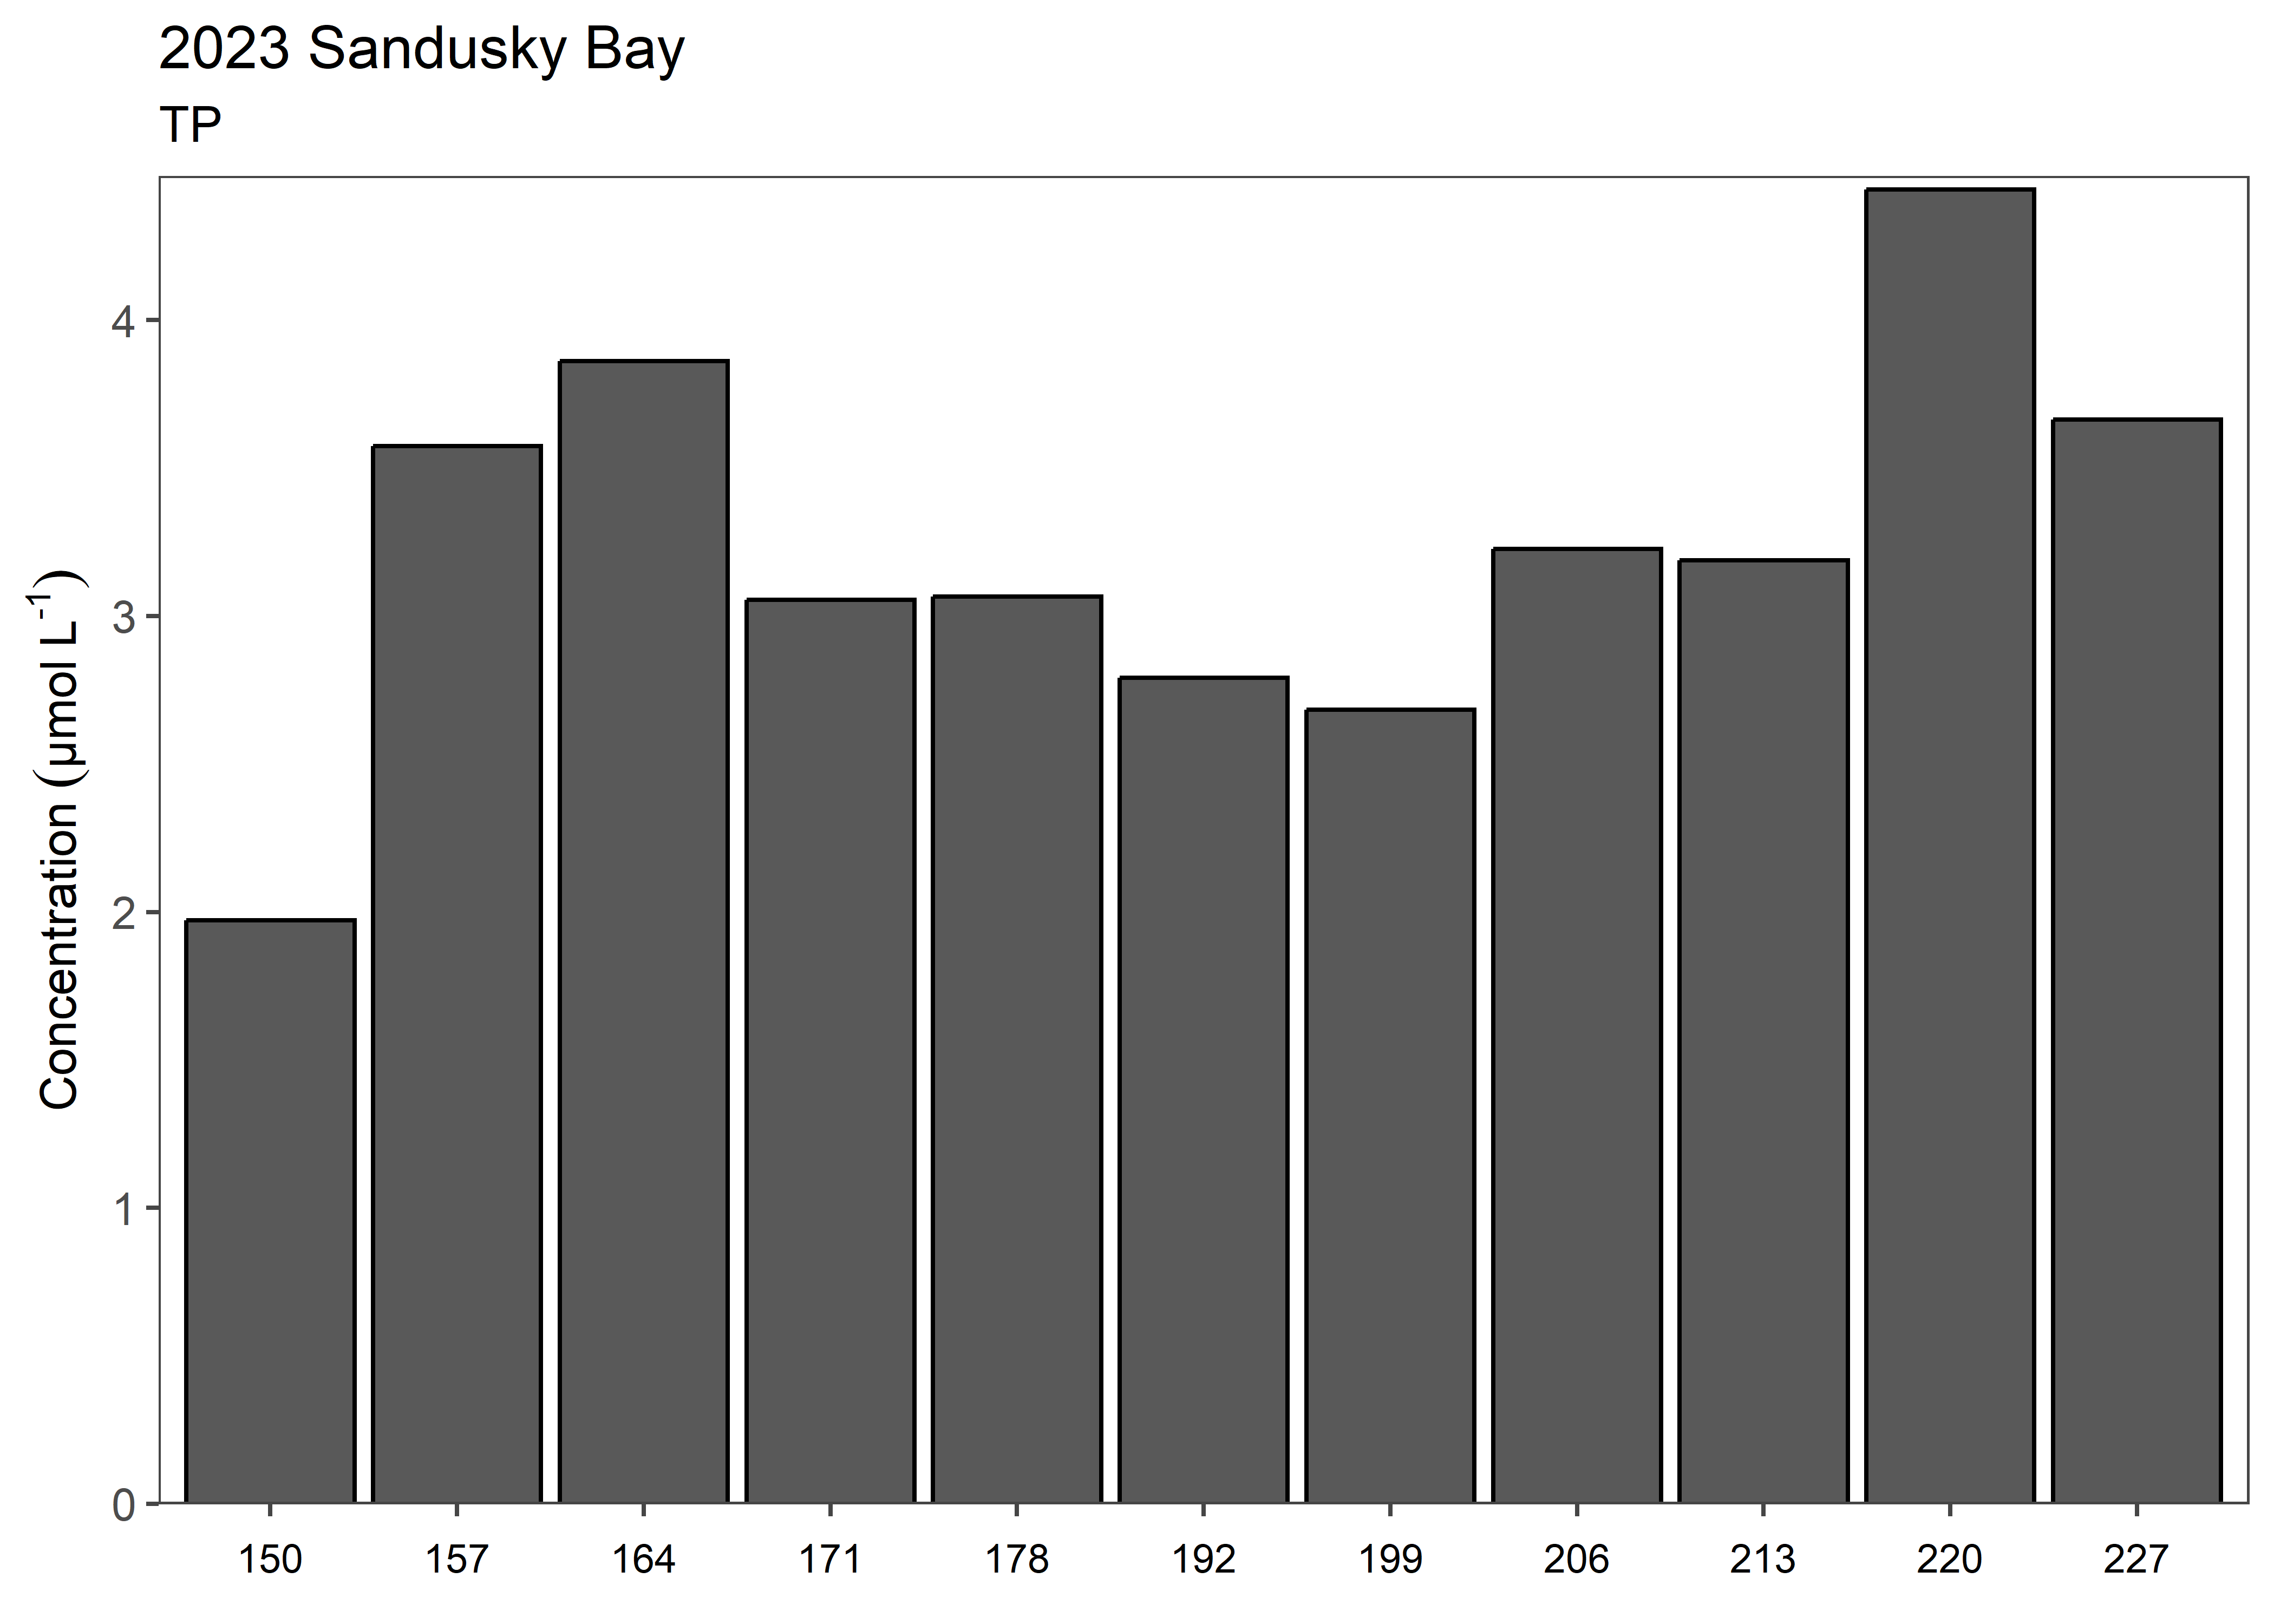 2023 Sandusky Bay
TP
Concentration (µmol L⁻¹)
4
3
2
1
0
150 157 164 171 178 192 199 206 213 220 227